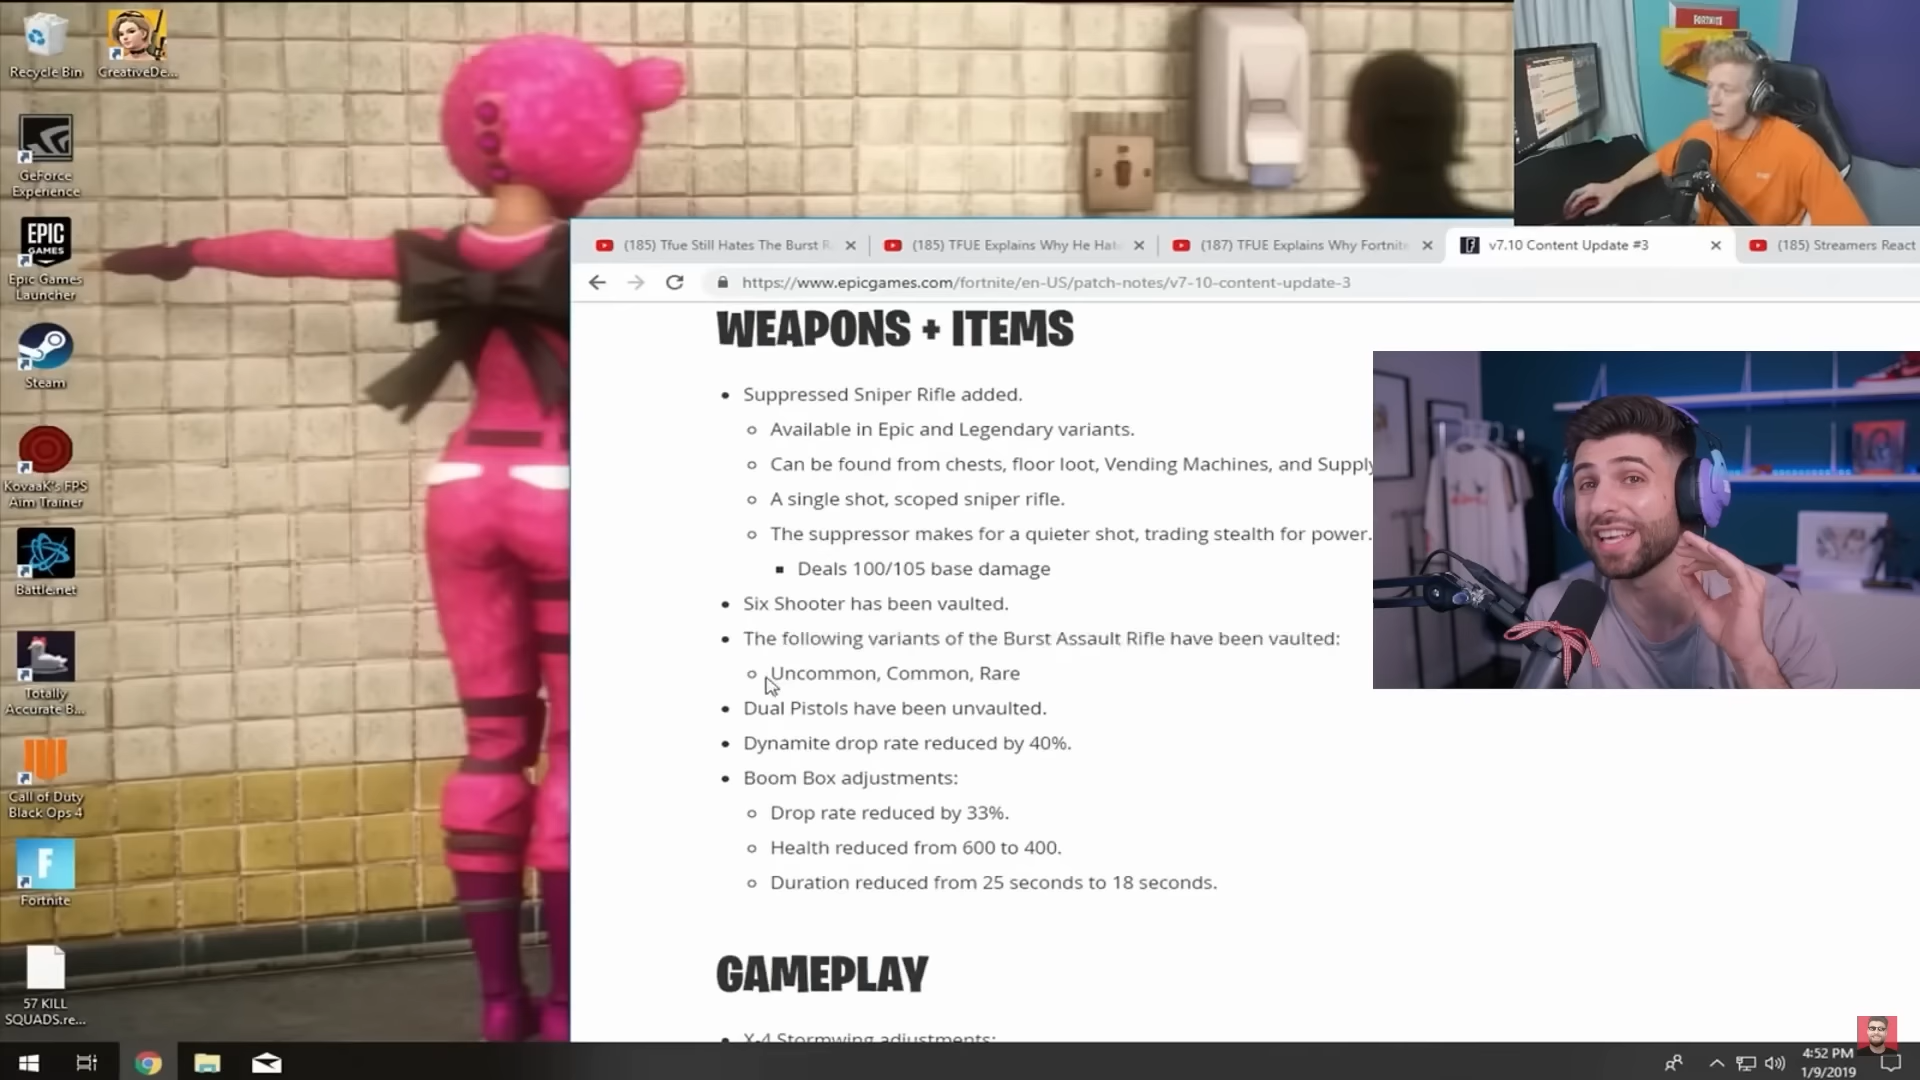 Recycle Bin
CreativeDe...
FORTNITE
GeForce
Experience
EPIC
GAMES
Epic Games
Launcher
Steam
KovaaK's FPS
Aim Trainer
Battle.net
Totally
Accurate B...
Call of Duty
Black Ops 4
F
Fortnite
57 KILL
SQUADS.re...
(185) Tfue Still Hates The Burst R
(185) TFUE Explains Why He Hat
(187) TFUE Explains Why Fortnite
v7.10 Content Update #3
(185) Streamers React
https://www.epicgames.com/fortnite/en-US/patch-notes/v7-10-content-update-3
WEAPONS + ITEMS
Suppressed Sniper Rifle added.
Available in Epic and Legendary variants.
Can be found from chests, floor loot, Vending Machines, and Supply
A single shot, scoped sniper rifle.
The suppressor makes for a quieter shot, trading stealth for power.
Deals 100/105 base damage
Six Shooter has been vaulted.
The following variants of the Burst Assault Rifle have been vaulted:
Uncommon, Common, Rare
Dual Pistols have been unvaulted.
Dynamite drop rate reduced by 40%.
Boom Box adjustments:
Drop rate reduced by 33%.
Health reduced from 600 to 400.
Duration reduced from 25 seconds to 18 seconds.
GAMEPLAY
X-4 Stormwing adjustments:
4:52 PM
1/9/2019